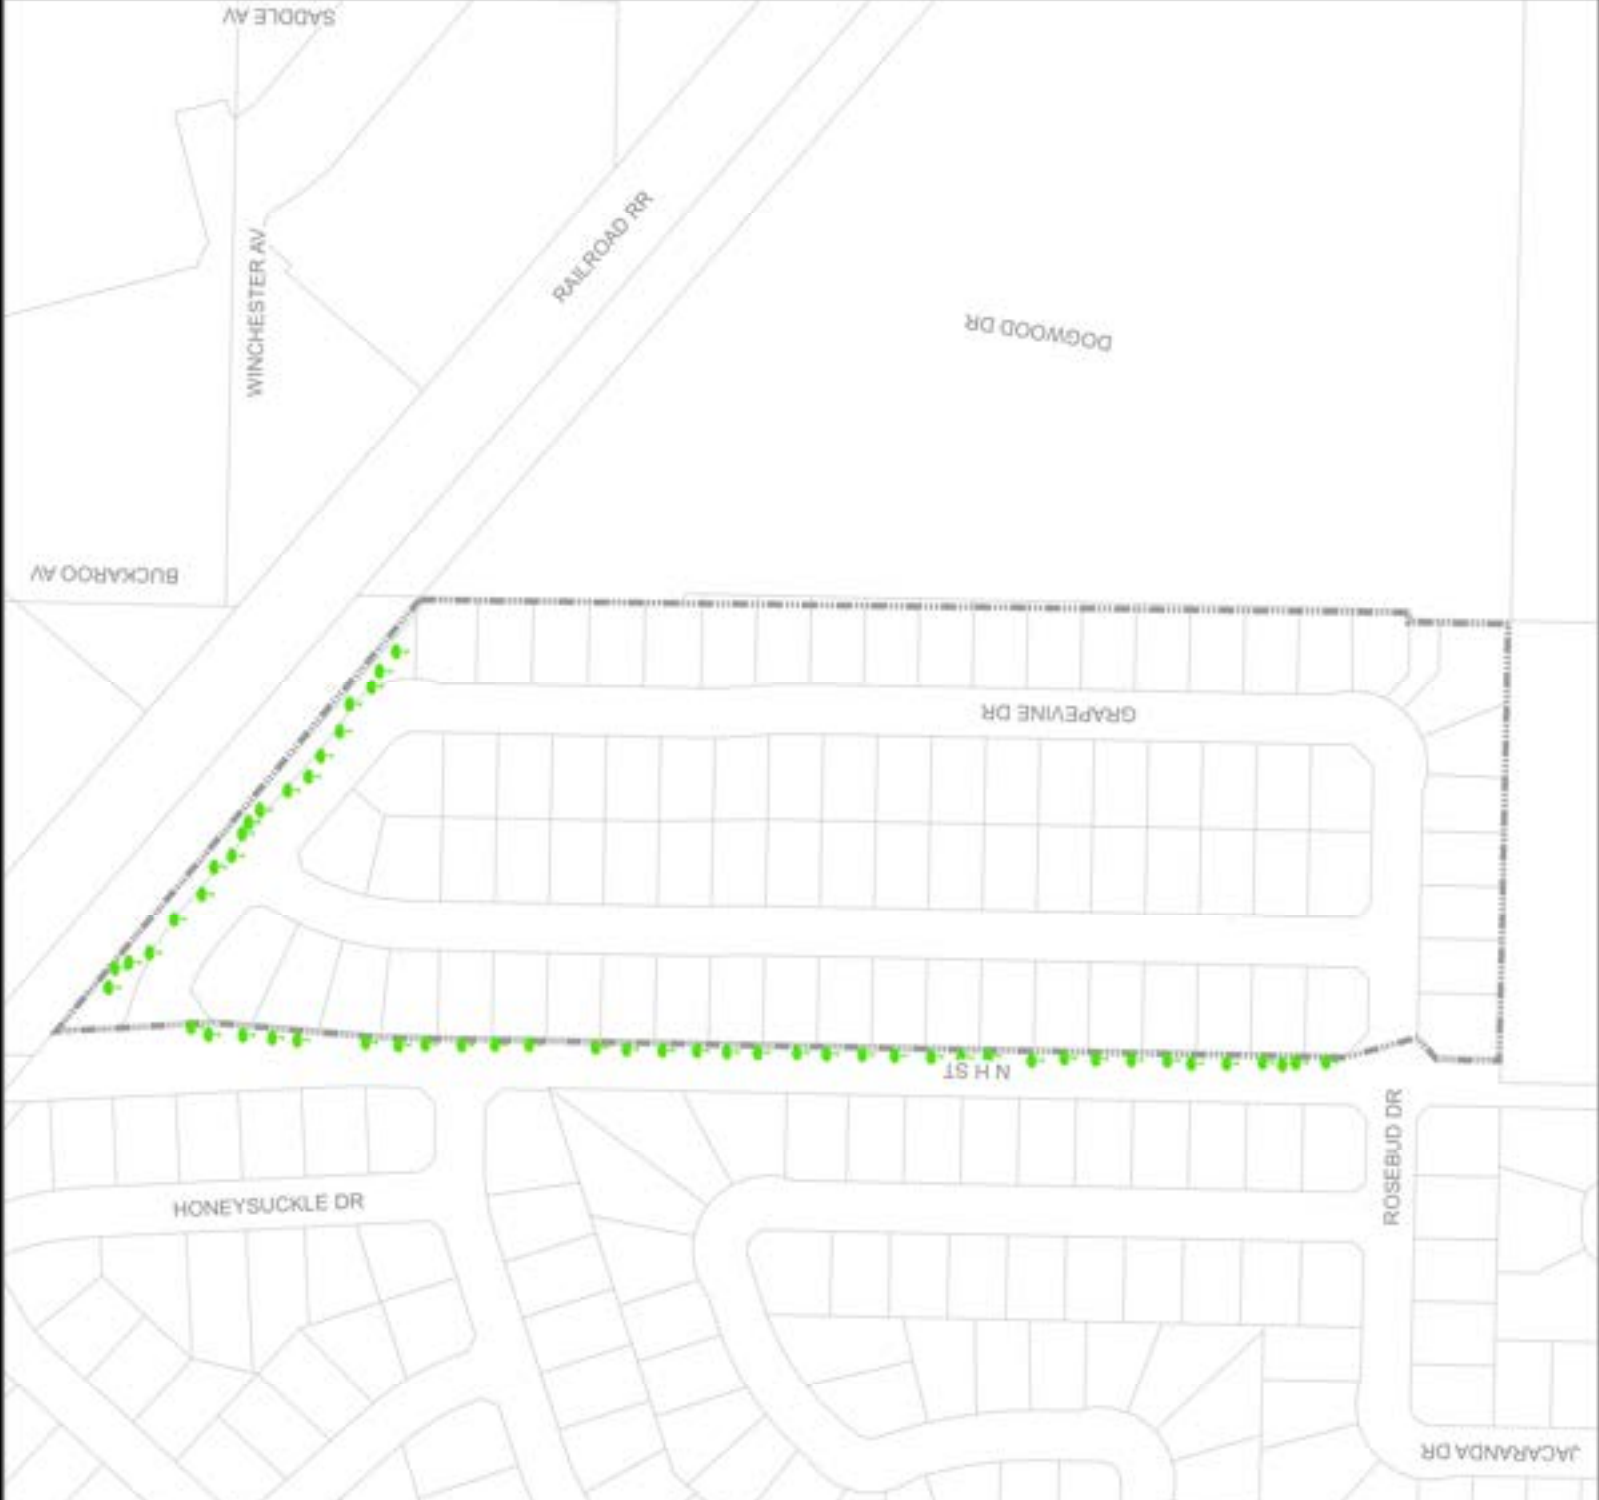 SADDLE AV
WINCHESTER AV
RAILROAD RR
DOGWOOD DR
BUCKAROO AV
GRAPEVINE DR
N H ST
ROSEBUD DR
HONEYSUCKLE DR
JACARANDA DR